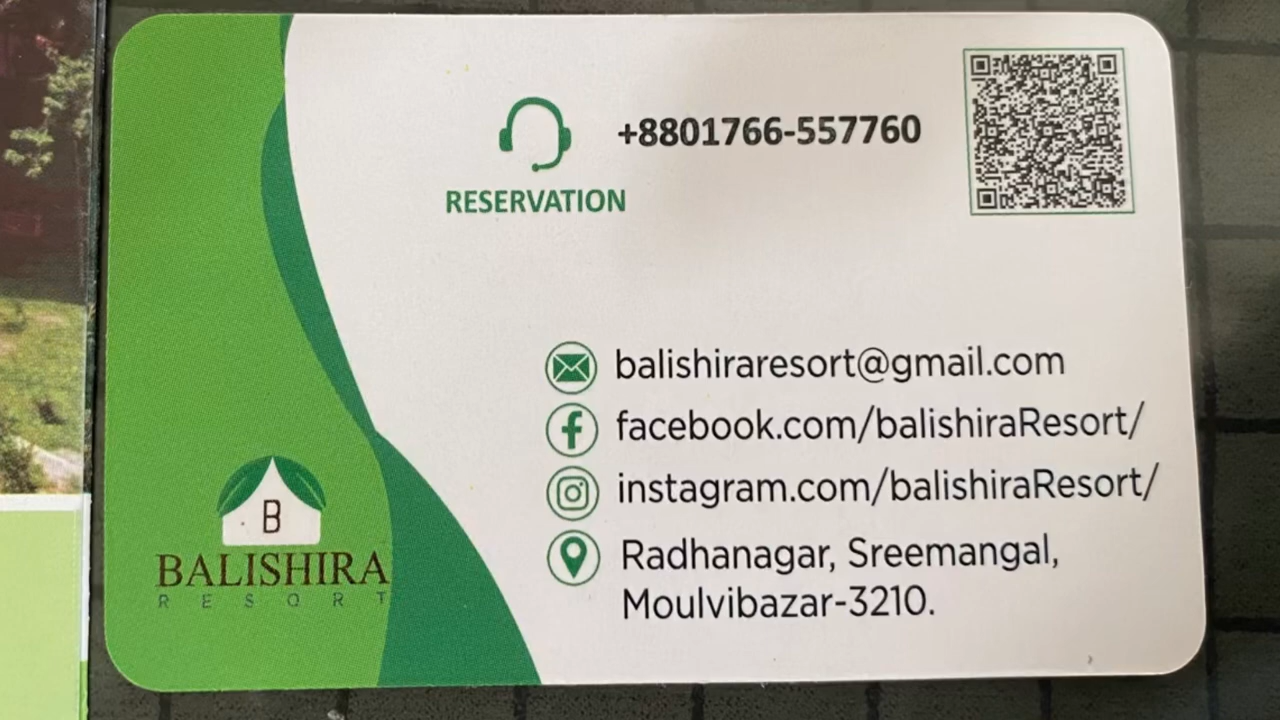 RESERVATION
+8801766-557760
balishiraresort@gmail.com
facebook.com/balishiraResort/
instagram.com/balishiraResort/
Radhanagar, Sreemangal,
Moulvibazar-3210.
B
BALISHIRA
RESORT